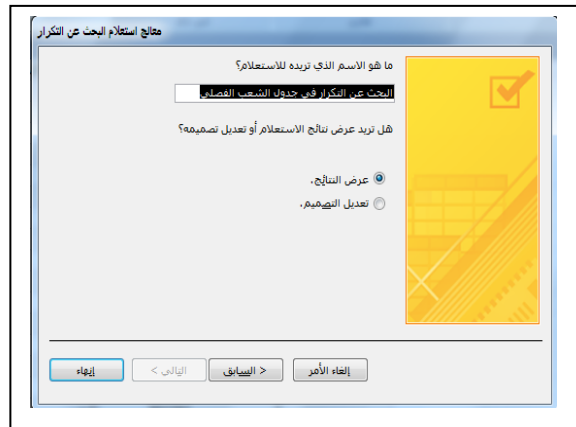 معالج استعلام البحث عن التكرار
ما هو الاسم الذي تريده للاستعلام؟
البحث عن التكرار في جدول الشعب الفصلي
هل تريد عرض نتائج الاستعلام أو تعديل تصميمه؟
عرض النتائج.
تعديل التصميم.
إلغاء الأمر < السابق التالي > إنهاء